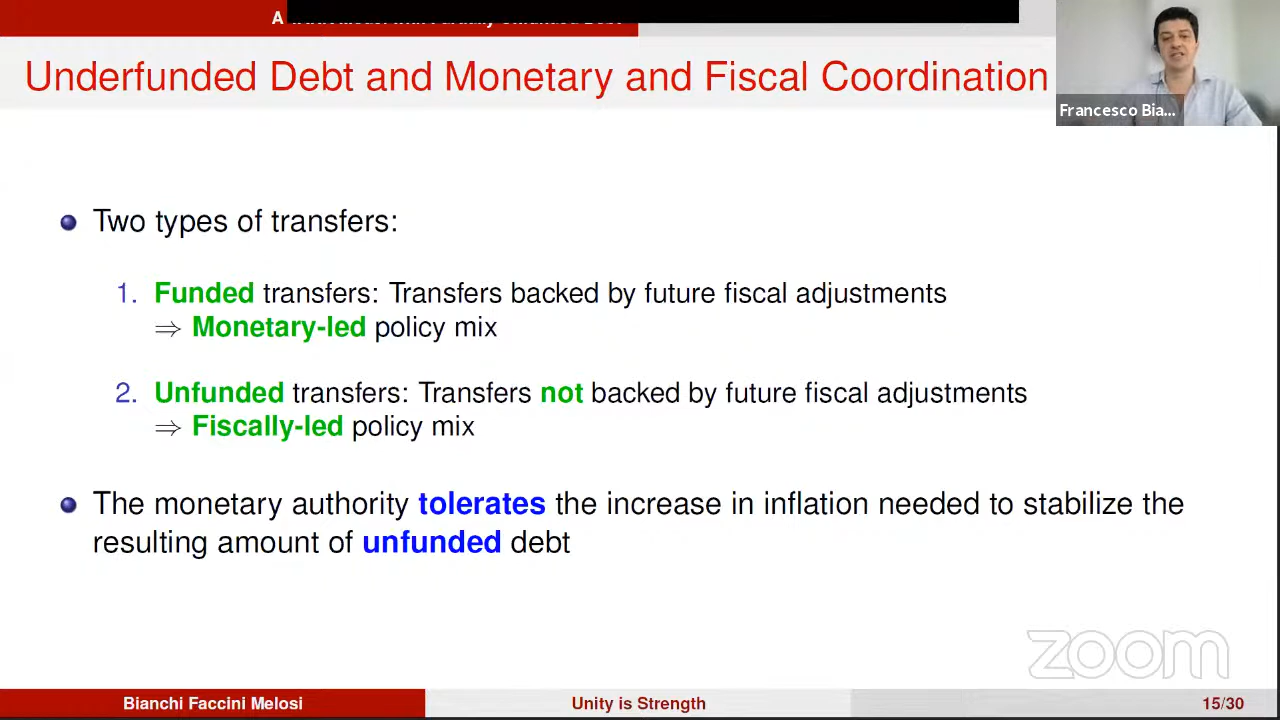 A
Underfunded Debt and Monetary and Fiscal Coordination
Francesco Bia...
Two types of transfers:
1. Funded transfers: Transfers backed by future fiscal adjustments
⇒ Monetary-led policy mix
2. Unfunded transfers: Transfers not backed by future fiscal adjustments
⇒ Fiscally-led policy mix
The monetary authority tolerates the increase in inflation needed to stabilize the
resulting amount of unfunded debt
zoom
Bianchi Faccini Melosi
Unity is Strength
15/30